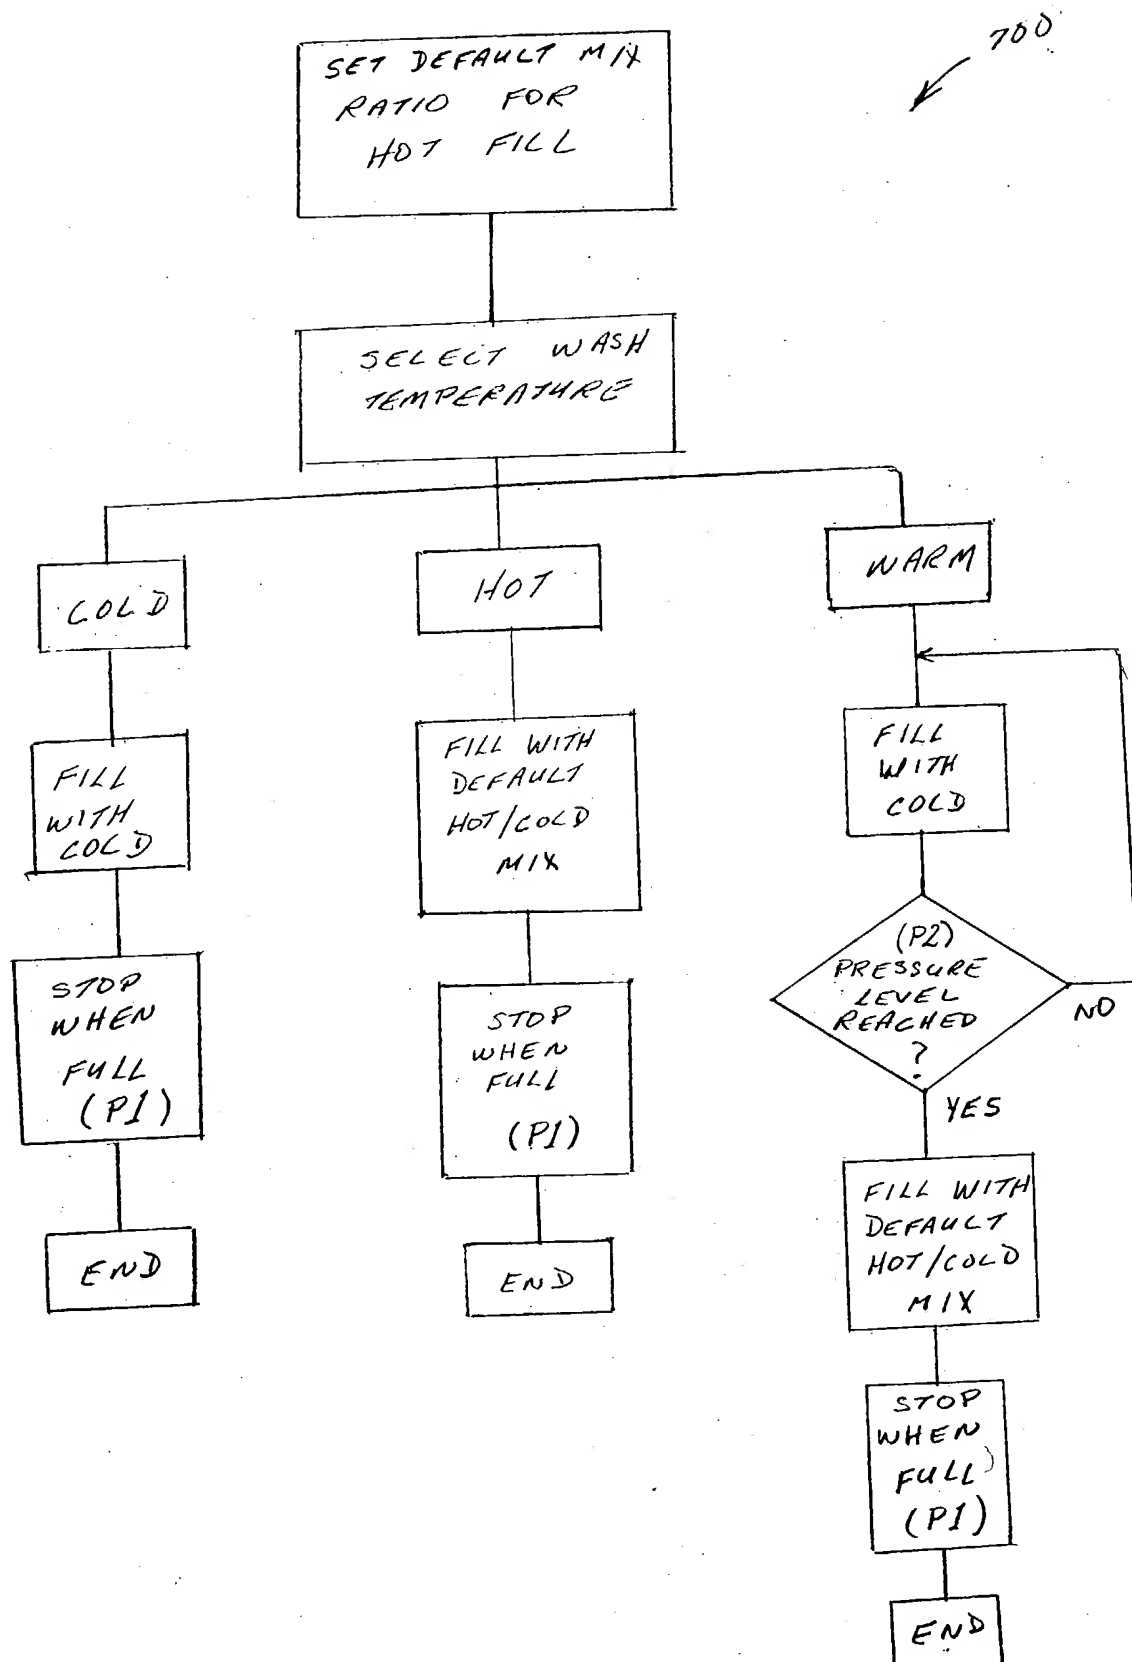 700
SET DEFAULT MIX
RATIO FOR
HOT FILL
SELECT WASH
TEMPERATURE
COLD
FILL
WITH
COLD
STOP
WHEN
FULL
(P1)
END
HOT
FILL WITH
DEFAULT
HOT/COLD
MIX
STOP
WHEN
FULL
(P1)
END
WARM
FILL
WITH
COLD
(P2)
PRESSURE
LEVEL
REACHED
?
NO
YES
FILL WITH
DEFAULT
HOT/COLD
MIX
STOP
WHEN
FULL
(P1)
END